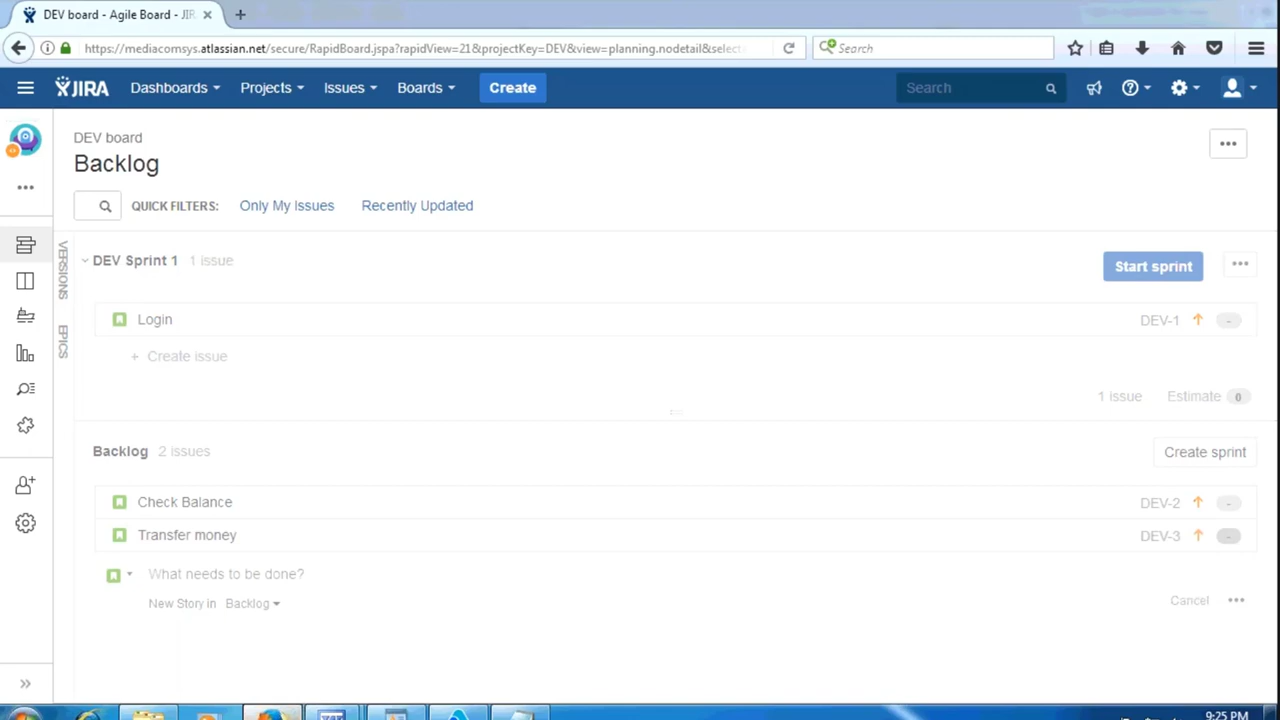 DEV board - Agile Board - JIR
https://mediacomsys.atlassian.net/secure/RapidBoard.jspa?rapidView=21&projectKey=DEV&view=planning.nodetail&select
Search
JIRA Dashboards Projects Issues Boards Create Search
DEV board
Backlog
QUICK FILTERS: Only My Issues Recently Updated
VERSIONS
EPICS
DEV Sprint 1 1 issue Start sprint
Login DEV-1 -
+ Create issue
1 issue Estimate 0
Backlog 2 issues Create sprint
Check Balance DEV-2 -
Transfer money DEV-3 -
What needs to be done?
New Story in Backlog Cancel
9:25 PM